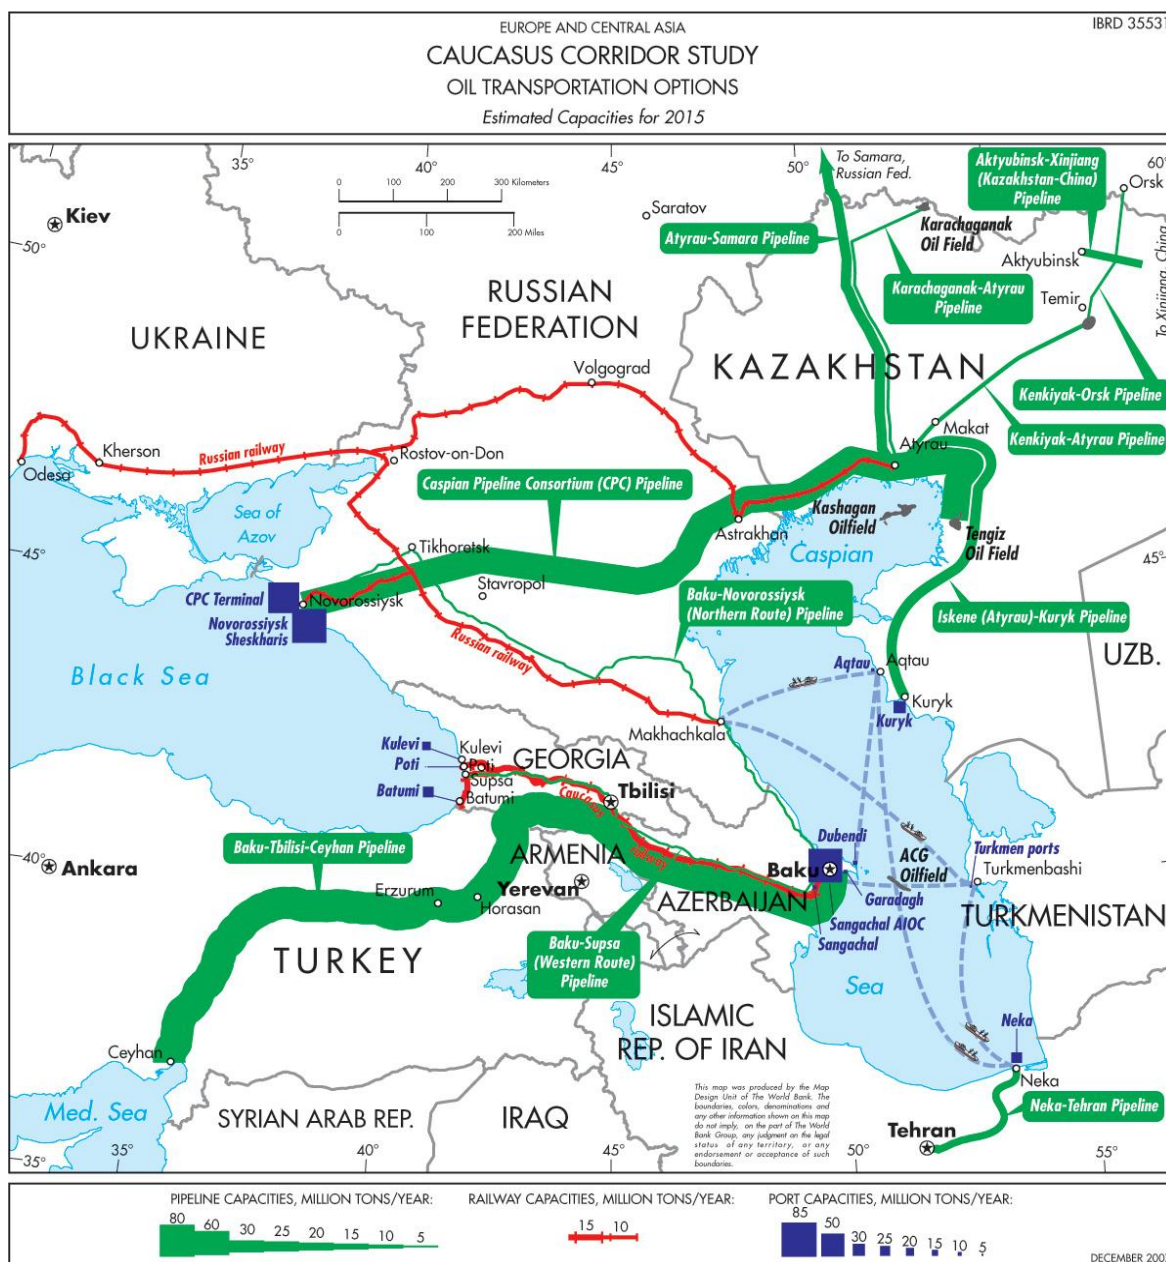 EUROPE AND CENTRAL ASIA
IBRD 35531
CAUCASUS CORRIDOR STUDY
OIL TRANSPORTATION OPTIONS
Estimated Capacities for 2015
35°
40°
45°
50
60°
To Samara,
Russian Fed.
Aktyubinsk-Xinjiang
(Kazakhstan-China)
Pipeline
Orsk
0 100 200 300 Kilometers
0 100 200 Miles
Kiev
Saratov
50°
Atyrau-Samara Pipeline
Karachaganak
Oil Field
Aktyubinsk
Karachaganak-Atyrau
Pipeline
Temir
To Xinjiang, China
RUSSIAN
FEDERATION
UKRAINE
KAZAKHSTAN
Volgograd
Kenkiyak-Orsk Pipeline
Makat
Kenkiyak-Atyrau Pipeline
Atyrau
Kherson
Russian railway
Odesa
Rostov-on-Don
Caspian Pipeline Consortium (CPC) Pipeline
Kashagan
Oilfield
Sea of
Azov
Astrakhan
Tengiz
Oil Field
Caspian
45°
45°
Tikhoretsk
Stavropol
CPC Terminal
Novorossiysk
Novorossiysk
Sheskharis
Baku-Novorossiysk
(Northern Route) Pipeline
Iskene (Atyrau)-Kuryk Pipeline
Russian railway
Black Sea
UZB.
Aqtau
Aqtau
Kuryk
Kuryk
Makhachkala
Kulevi
Kulevi
Poti
Poti
GEORGIA
Supsa
Batumi
Batumi
Tbilisi
Caucasus
railway
Baku-Tbilisi-Ceyhan Pipeline
40°
Ankara
ARMENIA
Dubendi
ACG
Oilfield
Turkmen ports
Turkmenbashi
40°
Baku
Erzurum
Yerevan
Horasan
AZERBAIJAN
Garadagh
Sangachal AIOC
Sangachal
TURKMENISTAN
TURKEY
Baku-Supsa
(Western Route)
Pipeline
Sea
ISLAMIC
REP. OF IRAN
Neka
Ceyhan
Neka
Med. Sea
SYRIAN ARAB REP.
IRAQ
This map was produced by the Map
Design Unit of The World Bank. The
boundaries, colors, denominations and
any other information shown on this map
do not imply, on the part of The World
Bank Group, any judgment on the legal
status of any territory, or any
endorsement or acceptance of such
boundaries.
Neka-Tehran Pipeline
Tehran
35°
35°
40°
45°
50°
55°
PIPELINE CAPACITIES, MILLION TONS/YEAR:
80 60 30 25 20 15 10 5
RAILWAY CAPACITIES, MILLION TONS/YEAR:
15 10
PORT CAPACITIES, MILLION TONS/YEAR:
85 50 30 25 20 15 10 5